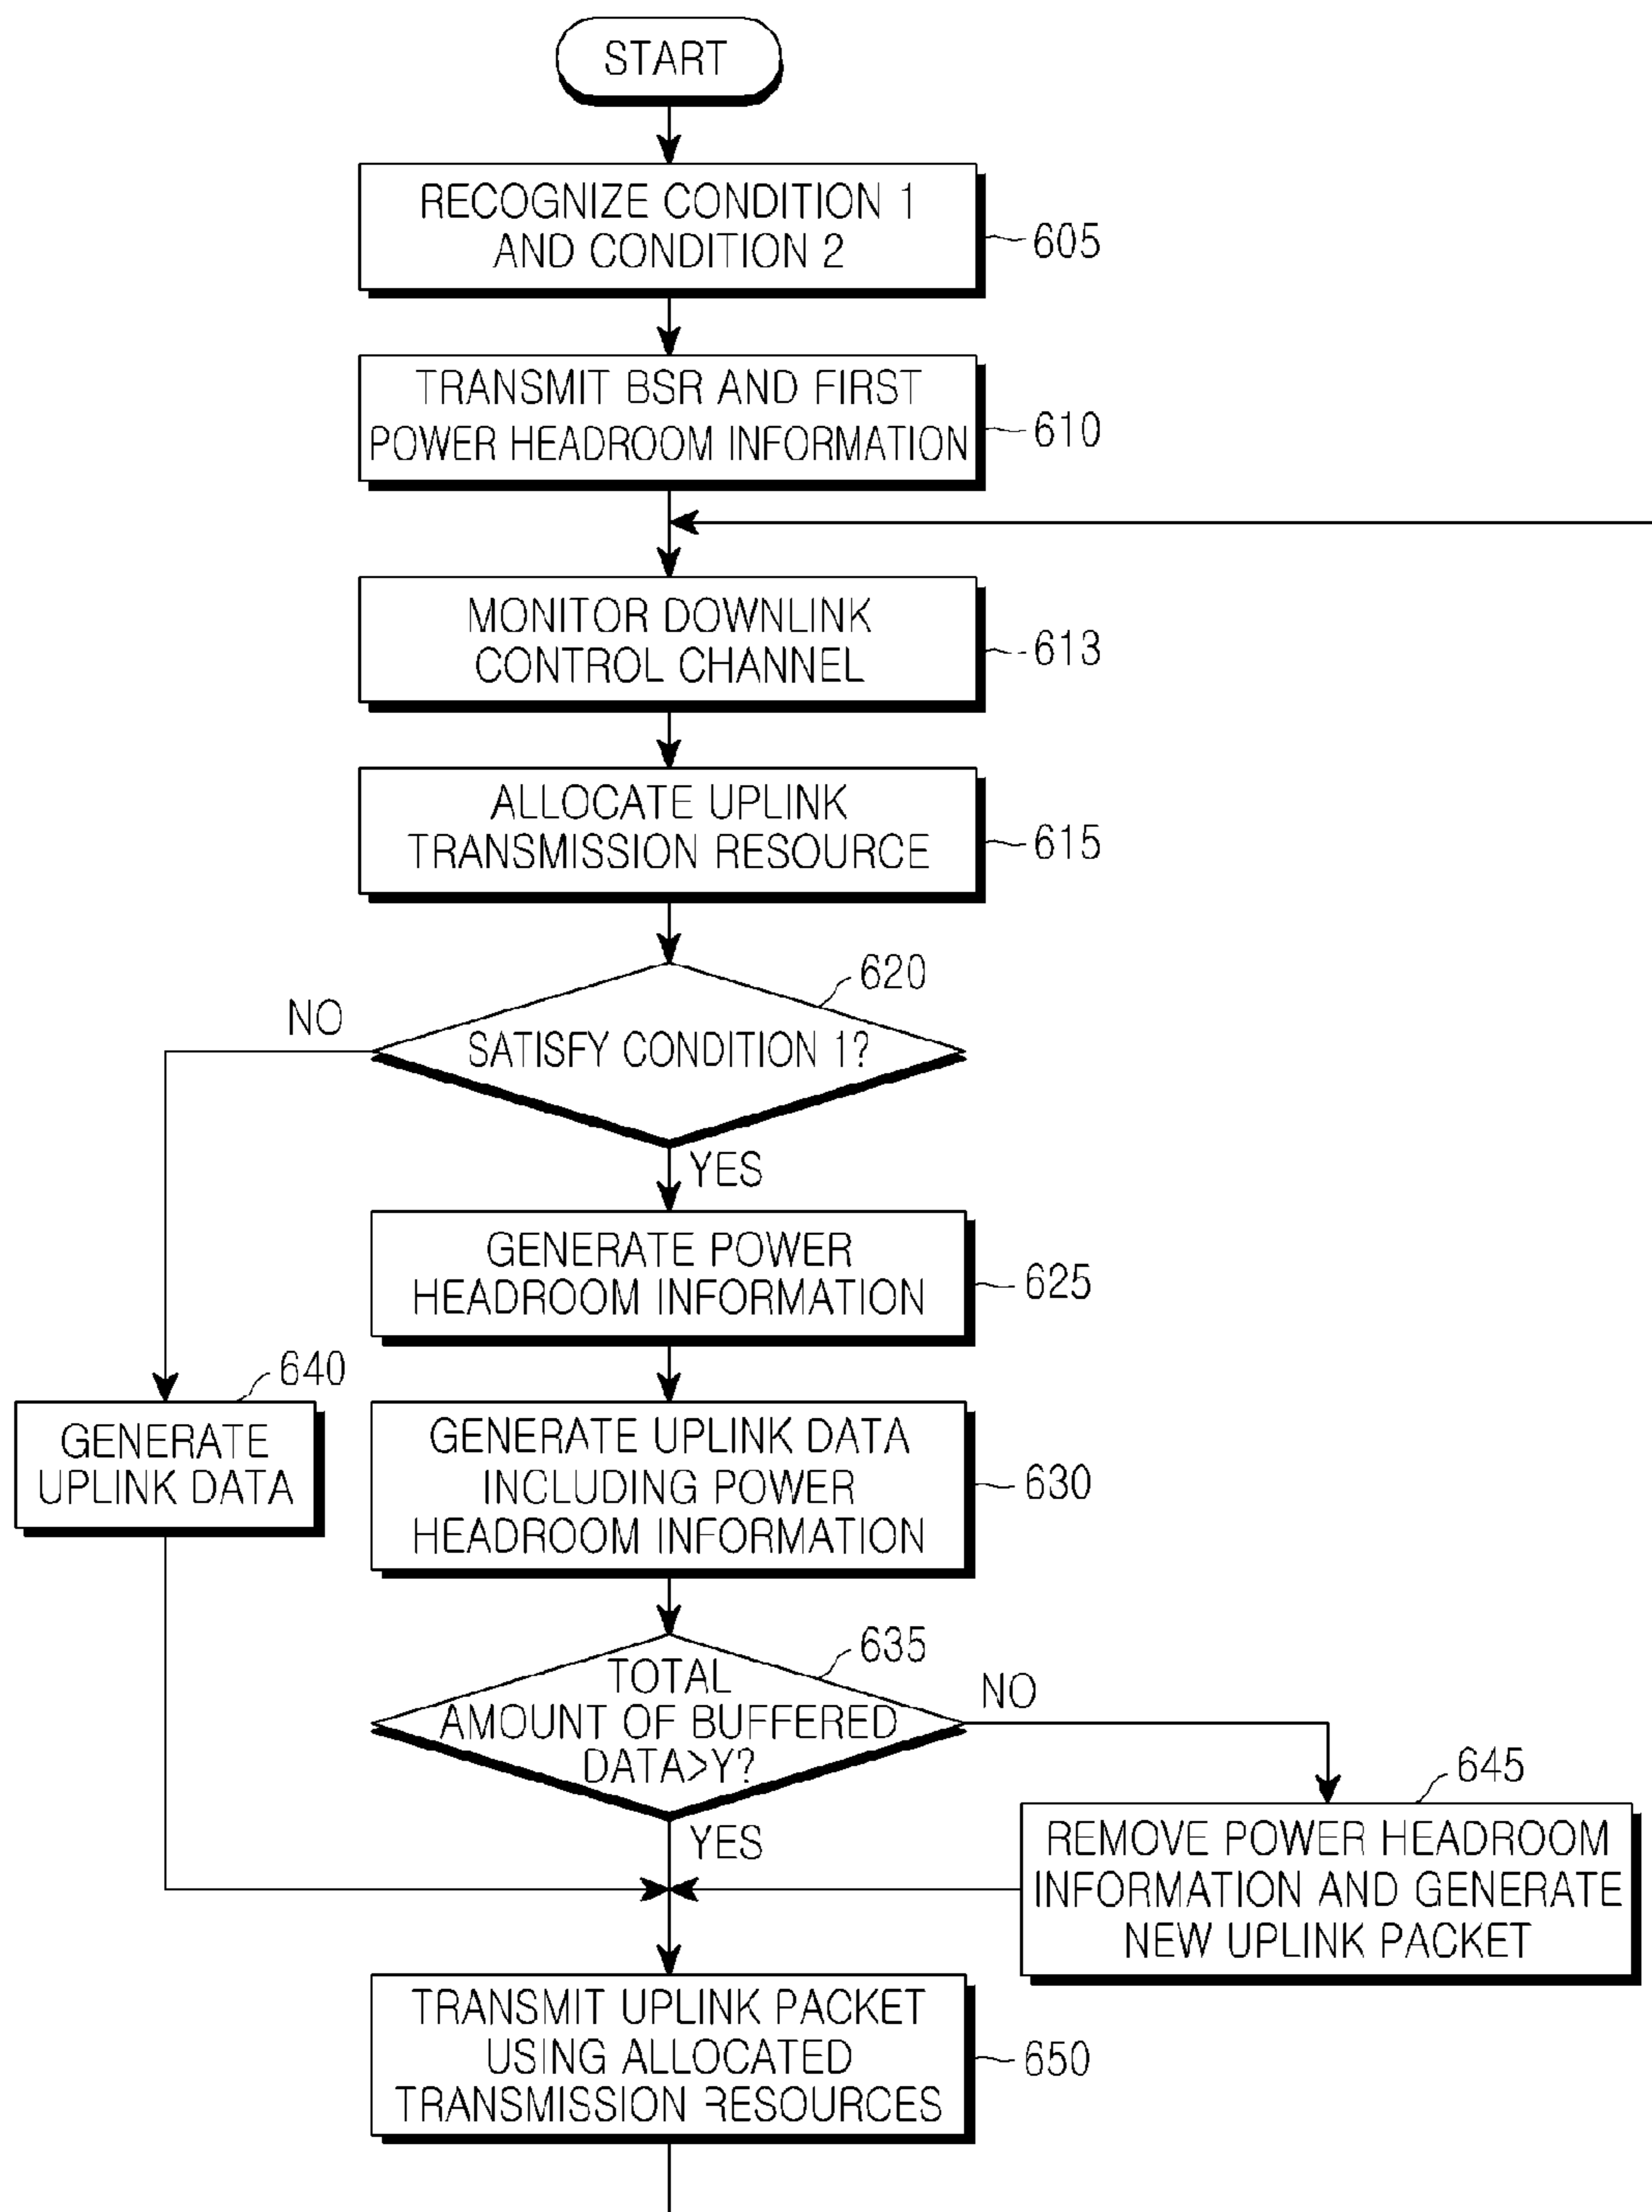 START
RECOGNIZE CONDITION 1
AND CONDITION 2
605
TRANSMIT BSR AND FIRST
POWER HEADROOM INFORMATION
610
MONITOR DOWNLINK
CONTROL CHANNEL
613
ALLOCATE UPLINK
TRANSMISSION RESOURCE
615
620
NO
SATISFY CONDITION 1?
YES
GENERATE POWER
HEADROOM INFORMATION
625
640
GENERATE
UPLINK DATA
GENERATE UPLINK DATA
INCLUDING POWER
HEADROOM INFORMATION
630
635
TOTAL
AMOUNT OF BUFFERED
DATA>Y?
NO
YES
645
REMOVE POWER HEADROOM
INFORMATION AND GENERATE
NEW UPLINK PACKET
TRANSMIT UPLINK PACKET
USING ALLOCATED
TRANSMISSION RESOURCES
650